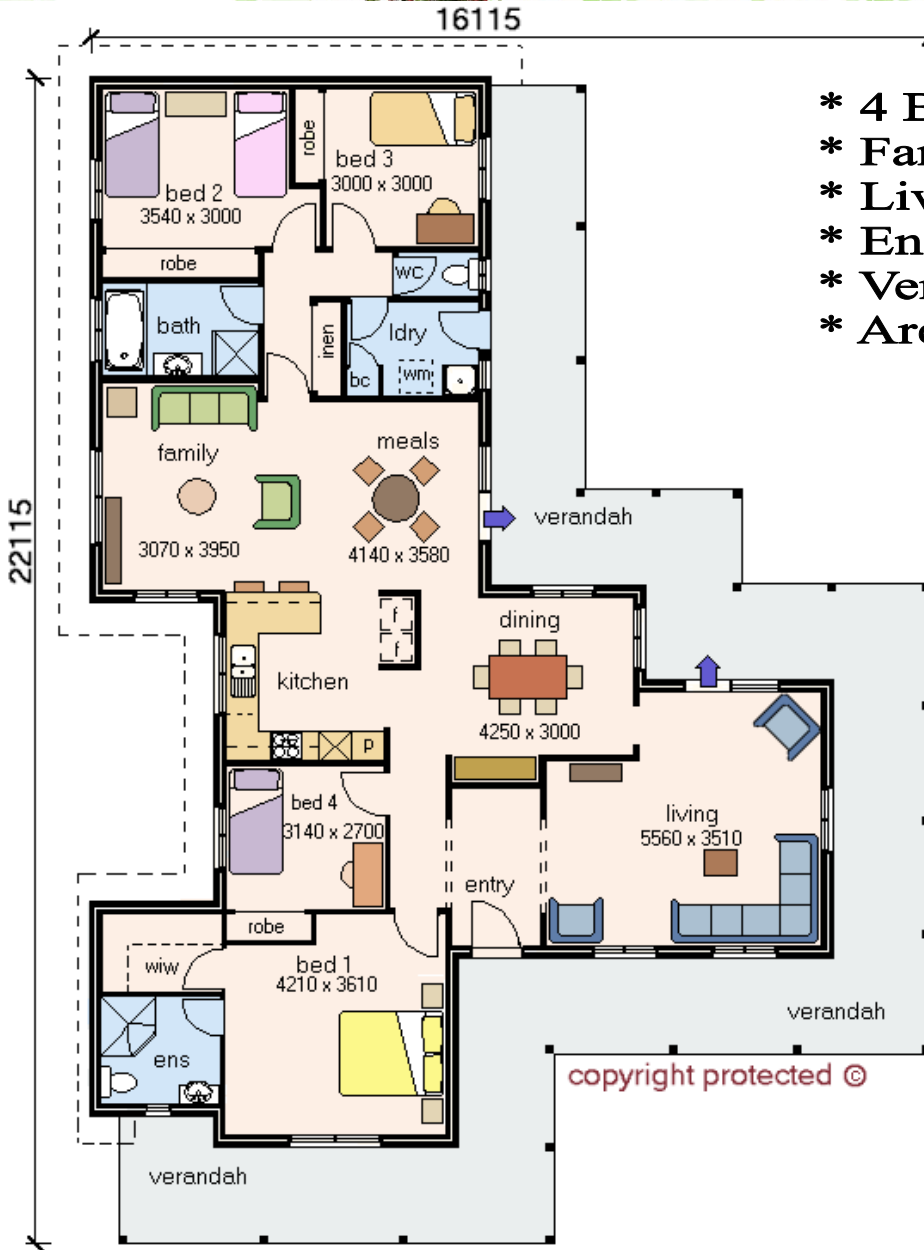 16115
22115
* 4 B
* Fa
* Liv
* En
* Ve
* Ar
bed 2
3540 x 3000
robe
robe
bed 3
3000 x 3000
bath
wc
inen
ldry
bc
wm
family
3070 x 3950
meals
4140 x 3580
verandah
f
f
kitchen
p
dining
4250 x 3000
bed 4
3140 x 2700
robe
living
5560 x 3510
entry
wiw
bed 1
4210 x 3610
ens
verandah
copyright protected ©
verandah